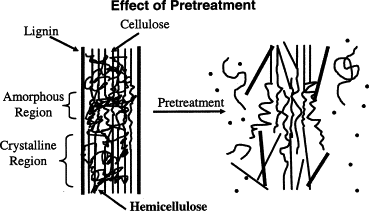 Effect of Pretreatment
Lignin
Cellulose
Amorphous
Region
Pretreatment
Crystalline
Region
Hemicellulose